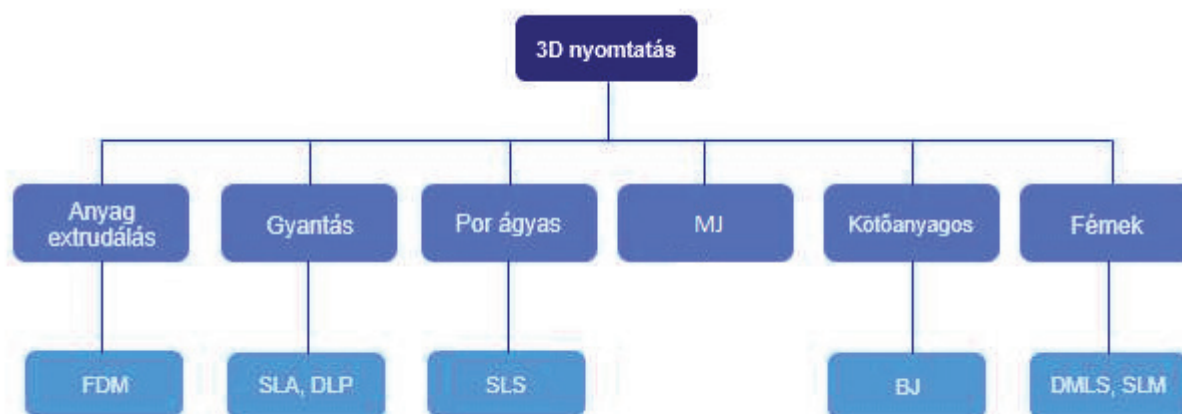 3D nyomtatás
Anyag
extrudálás
Gyantás
Por ágyas
MJ
Kötőanyagos
Fémek
FDM
SLA, DLP
SLS
BJ
DMLS, SLM